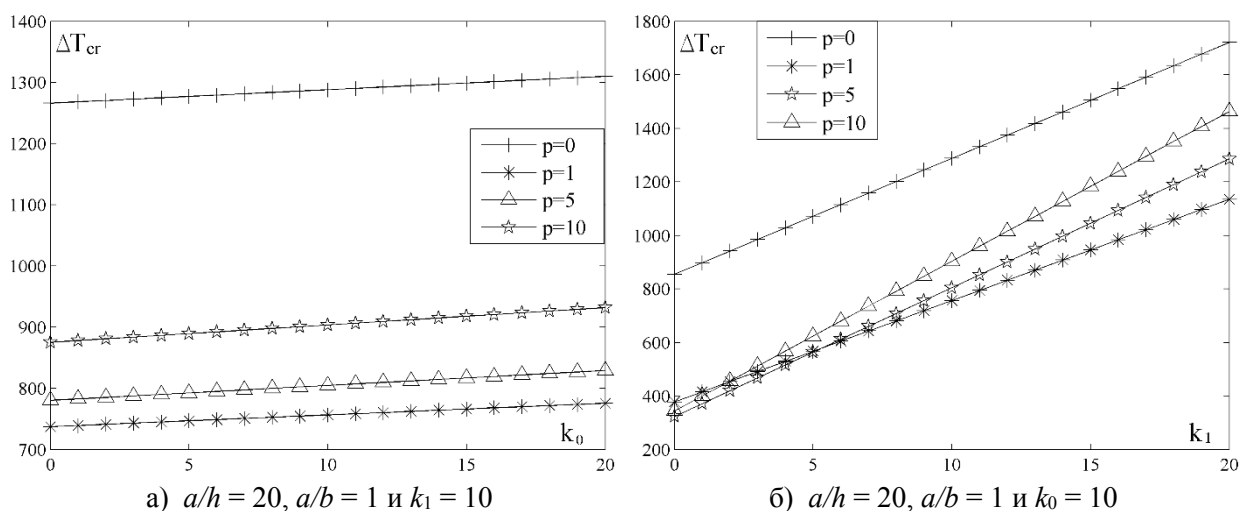 1400
1300
1200
1100
1000
900
800
700
ΔTcr
p=0
p=1
p=5
p=10
k0
0 5 10 15 20
а) a/h = 20, a/b = 1 и k1 = 10
1800
1600
1400
1200
1000
800
600
400
200
ΔTcr
p=0
p=1
p=5
p=10
k1
0 5 10 15 20
б) a/h = 20, a/b = 1 и k0 = 10